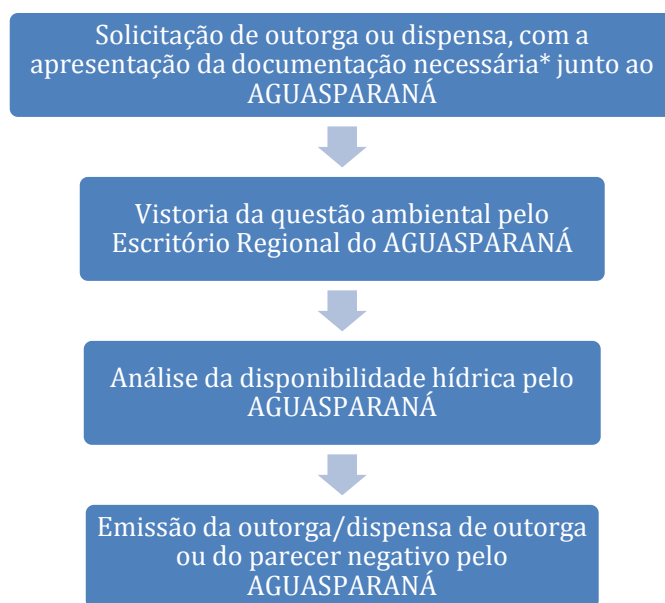 Solicitação de outorga ou dispensa, com a
apresentação da documentação necessária* junto ao
AGUASPARANÁ
Vistoria da questão ambiental pelo
Escritório Regional do AGUASPARANÁ
Análise da disponibilidade hídrica pelo
AGUASPARANÁ
Emissão da outorga/dispensa de outorga
ou do parecer negativo pelo
AGUASPARANÁ